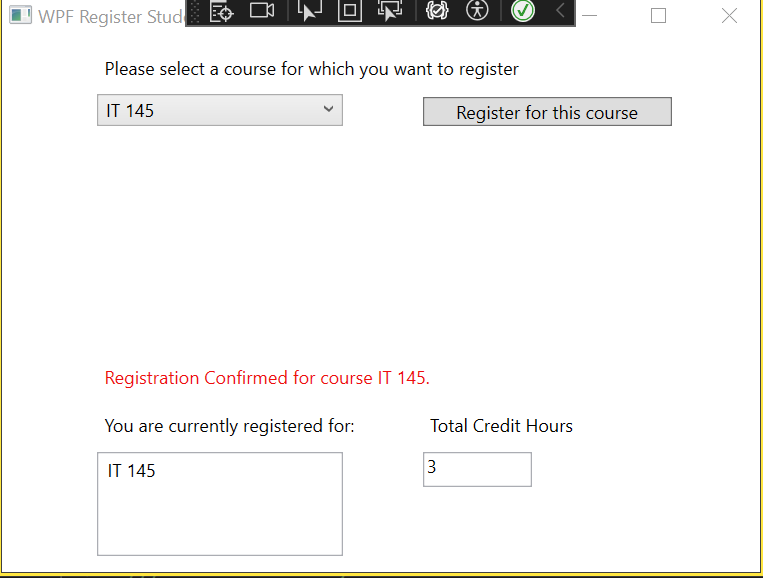 WPF Register Stud
Please select a course for which you want to register
IT 145
Register for this course
Registration Confirmed for course IT 145.
You are currently registered for:
Total Credit Hours
IT 145
3